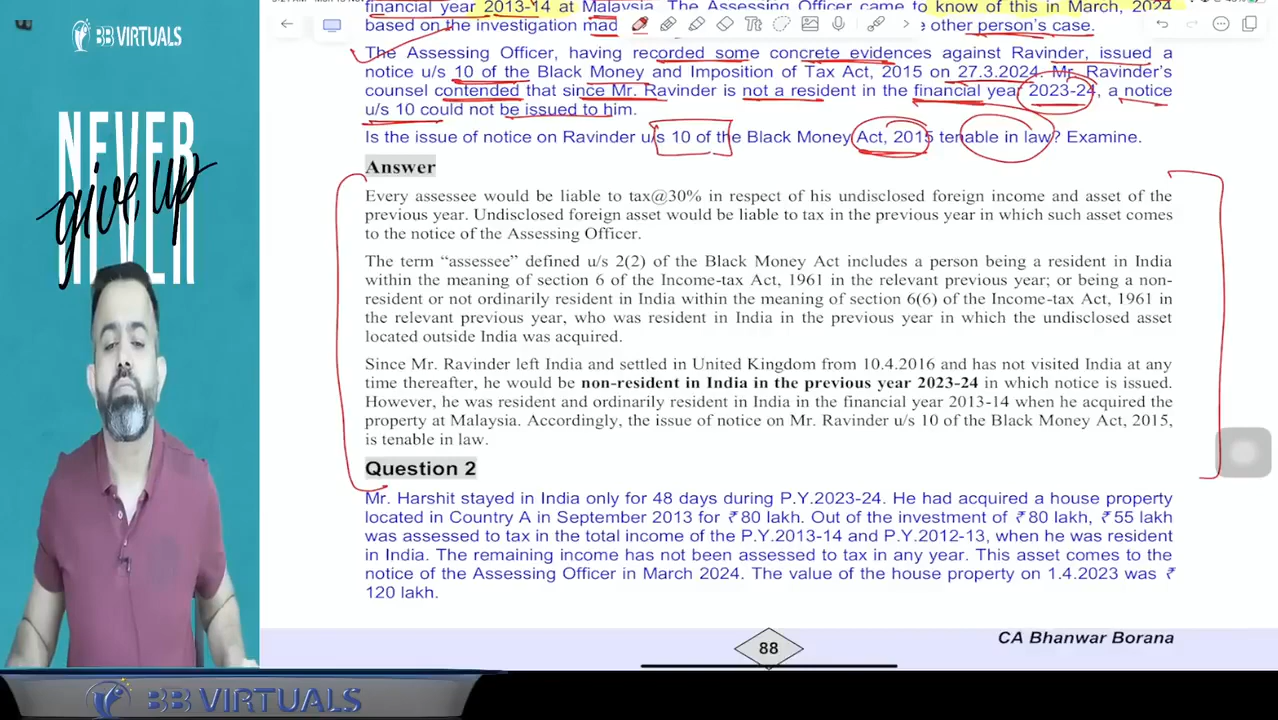 BB VIRTUALS
NEVER
give up
NEVER
financial year 2013-14 at Malaysia. The Assessing Officer came to know of this in March, 2024
based on the investigation mad
e other person's case.
The Assessing Officer, having recorded some concrete evidences against Ravinder, issued a
notice u/s 10 of the Black Money and Imposition of Tax Act, 2015 on 27.3.2024. Mr. Ravinder's
counsel contended that since Mr. Ravinder is not a resident in the financial year 2023-24, a notice
u/s 10 could not be issued to him.
Is the issue of notice on Ravinder u/s 10 of the Black Money Act, 2015 tenable in law? Examine.
Answer
Every assessee would be liable to tax@30% in respect of his undisclosed foreign income and asset of the
previous year. Undisclosed foreign asset would be liable to tax in the previous year in which such asset comes
to the notice of the Assessing Officer.
The term “assessee” defined u/s 2(2) of the Black Money Act includes a person being a resident in India
within the meaning of section 6 of the Income-tax Act, 1961 in the relevant previous year; or being a non-
resident or not ordinarily resident in India within the meaning of section 6(6) of the Income-tax Act, 1961 in
the relevant previous year, who was resident in India in the previous year in which the undisclosed asset
located outside India was acquired.
Since Mr. Ravinder left India and settled in United Kingdom from 10.4.2016 and has not visited India at any
time thereafter, he would be non-resident in India in the previous year 2023-24 in which notice is issued.
However, he was resident and ordinarily resident in India in the financial year 2013-14 when he acquired the
property at Malaysia. Accordingly, the issue of notice on Mr. Ravinder u/s 10 of the Black Money Act, 2015,
is tenable in law.
Question 2
Mr. Harshit stayed in India only for 48 days during P.Y.2023-24. He had acquired a house property
located in Country A in September 2013 for ₹ 80 lakh. Out of the investment of ₹ 80 lakh, ₹ 55 lakh
was assessed to tax in the total income of the P.Y.2013-14 and P.Y.2012-13, when he was resident
in India. The remaining income has not been assessed to tax in any year. This asset comes to the
notice of the Assessing Officer in March 2024. The value of the house property on 1.4.2023 was ₹
120 lakh.
88
CA Bhanwar Borana
BB VIRTUALS